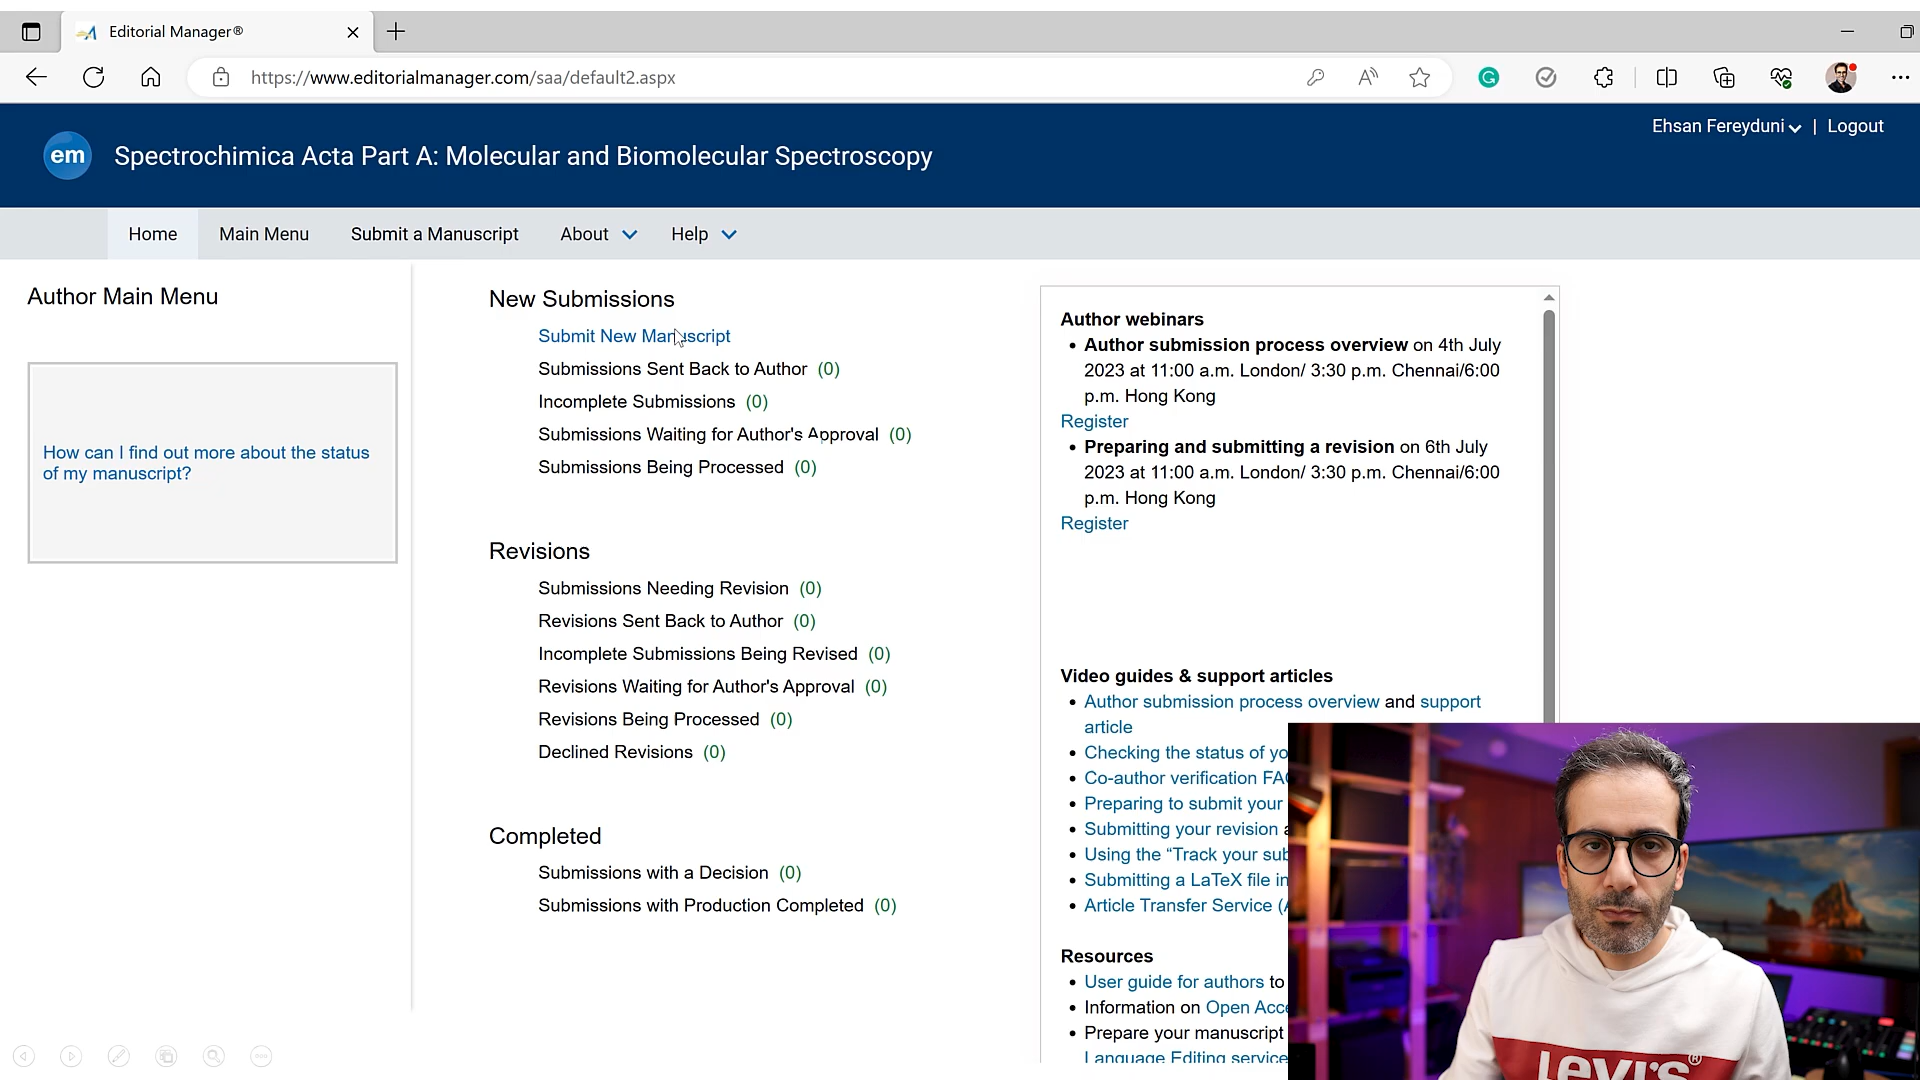 Editorial Manager®
https://www.editorialmanager.com/saa/default2.aspx
Ehsan Fereyduni | Logout
em
Spectrochimica Acta Part A: Molecular and Biomolecular Spectroscopy
Home
Main Menu
Submit a Manuscript
About
Help
Author Main Menu
How can I find out more about the status
of my manuscript?
New Submissions
Submit New Manuscript
Submissions Sent Back to Author (0)
Incomplete Submissions (0)
Submissions Waiting for Author's Approval (0)
Submissions Being Processed (0)
Revisions
Submissions Needing Revision (0)
Revisions Sent Back to Author (0)
Incomplete Submissions Being Revised (0)
Revisions Waiting for Author's Approval (0)
Revisions Being Processed (0)
Declined Revisions (0)
Completed
Submissions with a Decision (0)
Submissions with Production Completed (0)
Author webinars
• Author submission process overview on 4th July
2023 at 11:00 a.m. London/ 3:30 p.m. Chennai/6:00
p.m. Hong Kong
Register
• Preparing and submitting a revision on 6th July
2023 at 11:00 a.m. London/ 3:30 p.m. Chennai/6:00
p.m. Hong Kong
Register
Video guides & support articles
• Author submission process overview and support
article
• Checking the status of yo
• Co-author verification FA
• Preparing to submit your
• Submitting your revision
• Using the “Track your sub
• Submitting a LaTeX file in
• Article Transfer Service (
Resources
• User guide for authors to
• Information on Open Acc
• Prepare your manuscript
Language Editing service
Levi's®